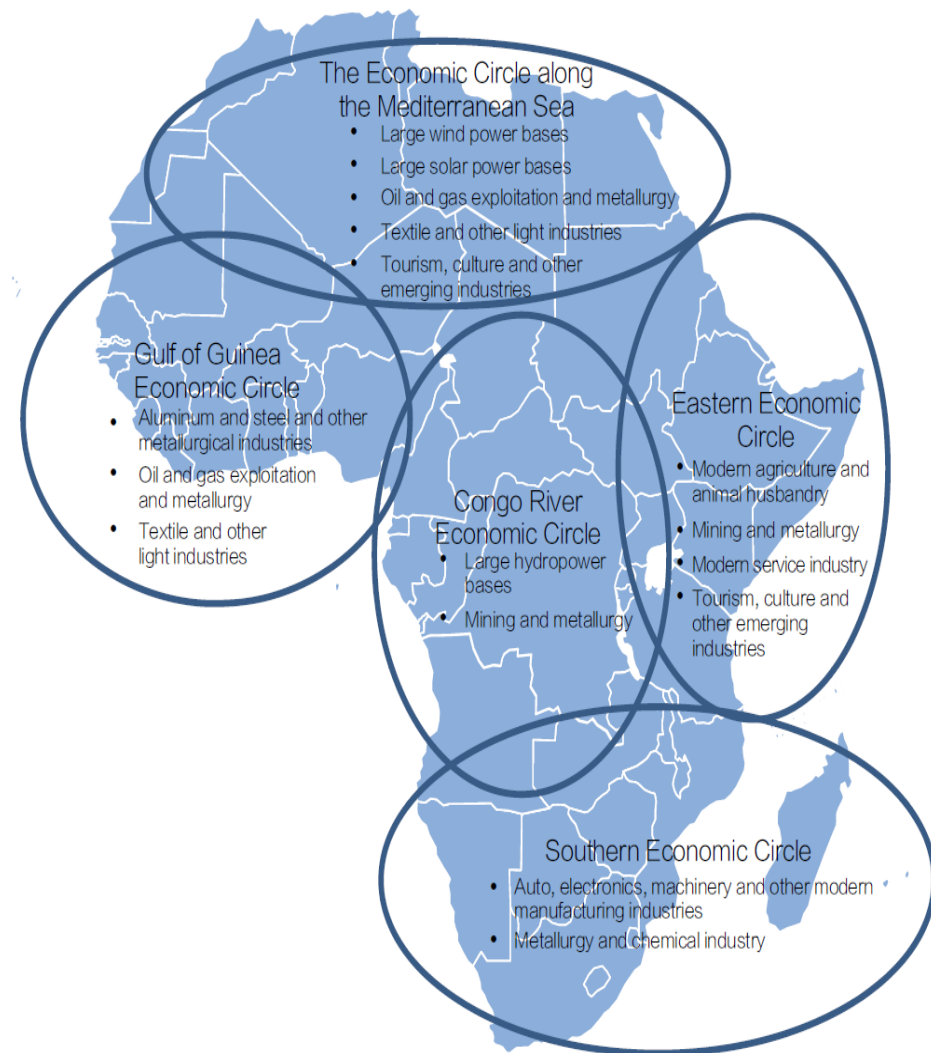 The Economic Circle along
the Mediterranean Sea
• Large wind power bases
• Large solar power bases
• Oil and gas exploitation and metallurgy
• Textile and other light industries
• Tourism, culture and other
emerging industries
Gulf of Guinea
Economic Circle
• Aluminum and steel and other
metallurgical industries
• Oil and gas exploitation
and metallurgy
• Textile and other
light industries
Eastern Economic
Circle
• Modern agriculture and
animal husbandry
• Mining and metallurgy
• Modern service industry
• Tourism, culture and
other emerging
industries
Congo River
Economic Circle
• Large hydropower
bases
• Mining and metallurgy
Southern Economic Circle
• Auto, electronics, machinery and other modern
manufacturing industries
• Metallurgy and chemical industry